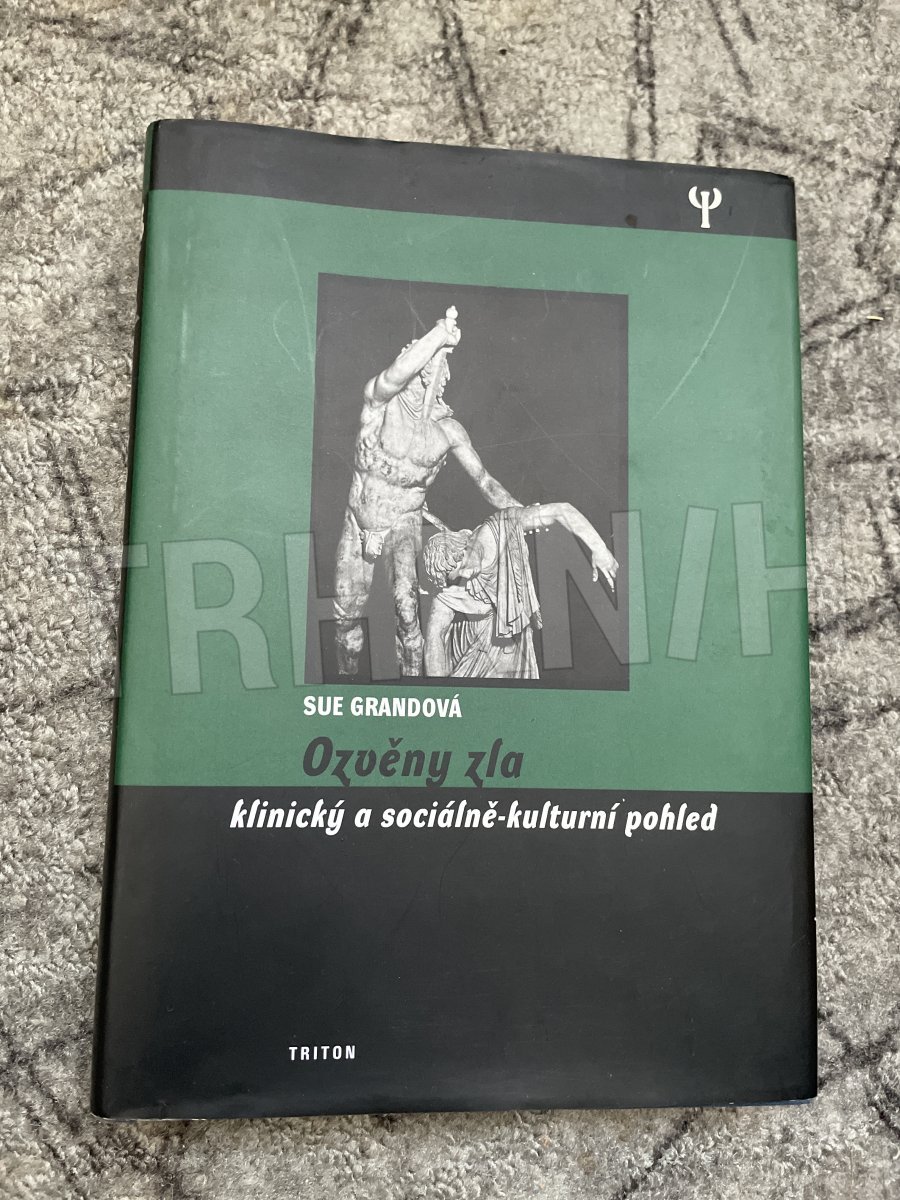 SUE GRANDOVÁ
Ozvěny zla
klinický a sociálně-kulturní pohled
TRITON